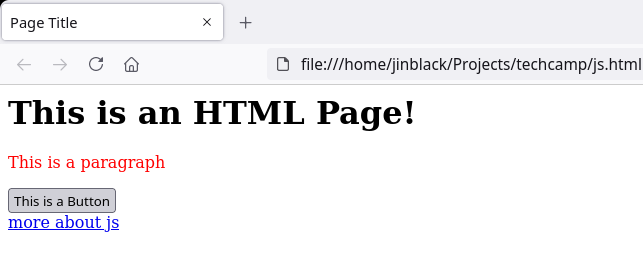 Page Title
file:///home/jinblack/Projects/techcamp/js.html
This is an HTML Page!
This is a paragraph
This is a Button
more about js